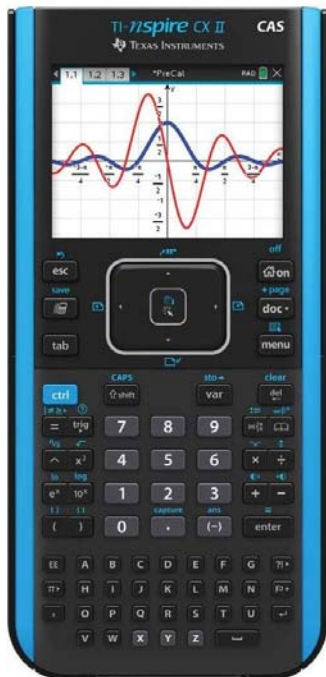 TI-nspire CX II CAS
TEXAS INSTRUMENTS
1.1 1.2 1.3 *PreCal RAD
y
off
esc on
save +page
doc
tab menu
CAPS sto→ clear
ctrl shift var del
= trig 7 8 9
^ x² 4 5 6 × ÷
ln log
eˣ 10ˣ 1 2 3 + −
capture ans
( ) 0 . (−) enter
EE A B C D E F G ?!
π H I J K L M N
, O P Q R S T U ↵
V W X Y Z